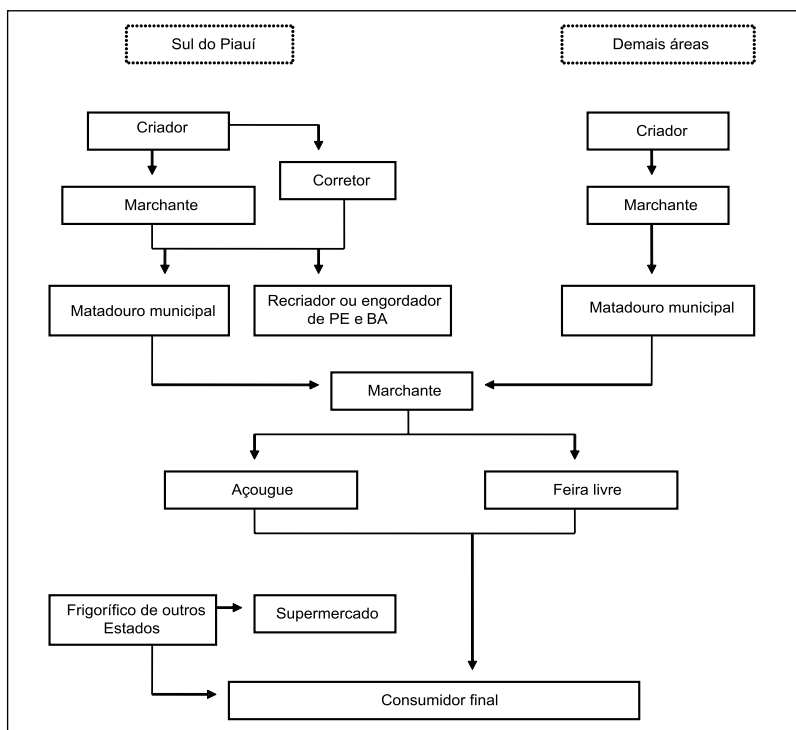 Sul do Piauí
Demais áreas
Criador
Criador
Corretor
Marchante
Marchante
Matadouro municipal
Recriador ou engordador
de PE e BA
Matadouro municipal
Marchante
Açougue
Feira livre
Frigorífico de outros
Estados
Supermercado
Consumidor final